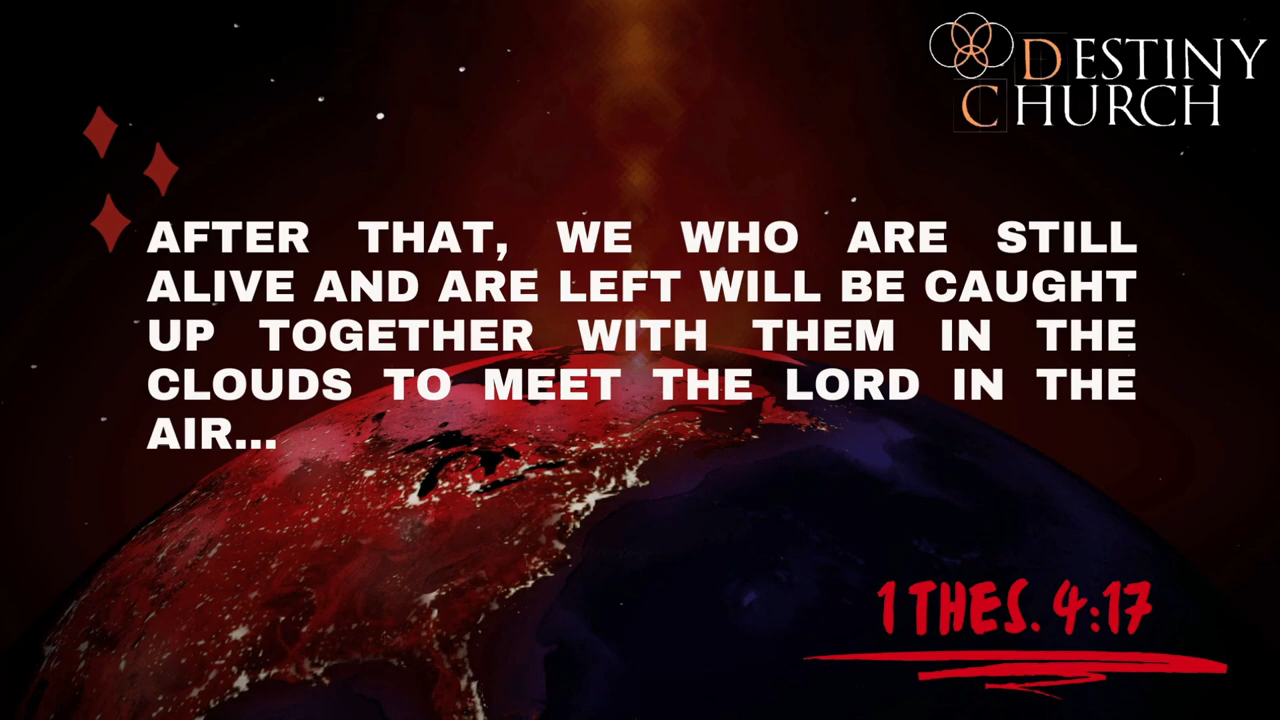 DESTINY
CHURCH
AFTER THAT, WE WHO ARE STILL
ALIVE AND ARE LEFT WILL BE CAUGHT
UP TOGETHER WITH THEM IN THE
CLOUDS TO MEET THE LORD IN THE
AIR...
1 THES. 4:17